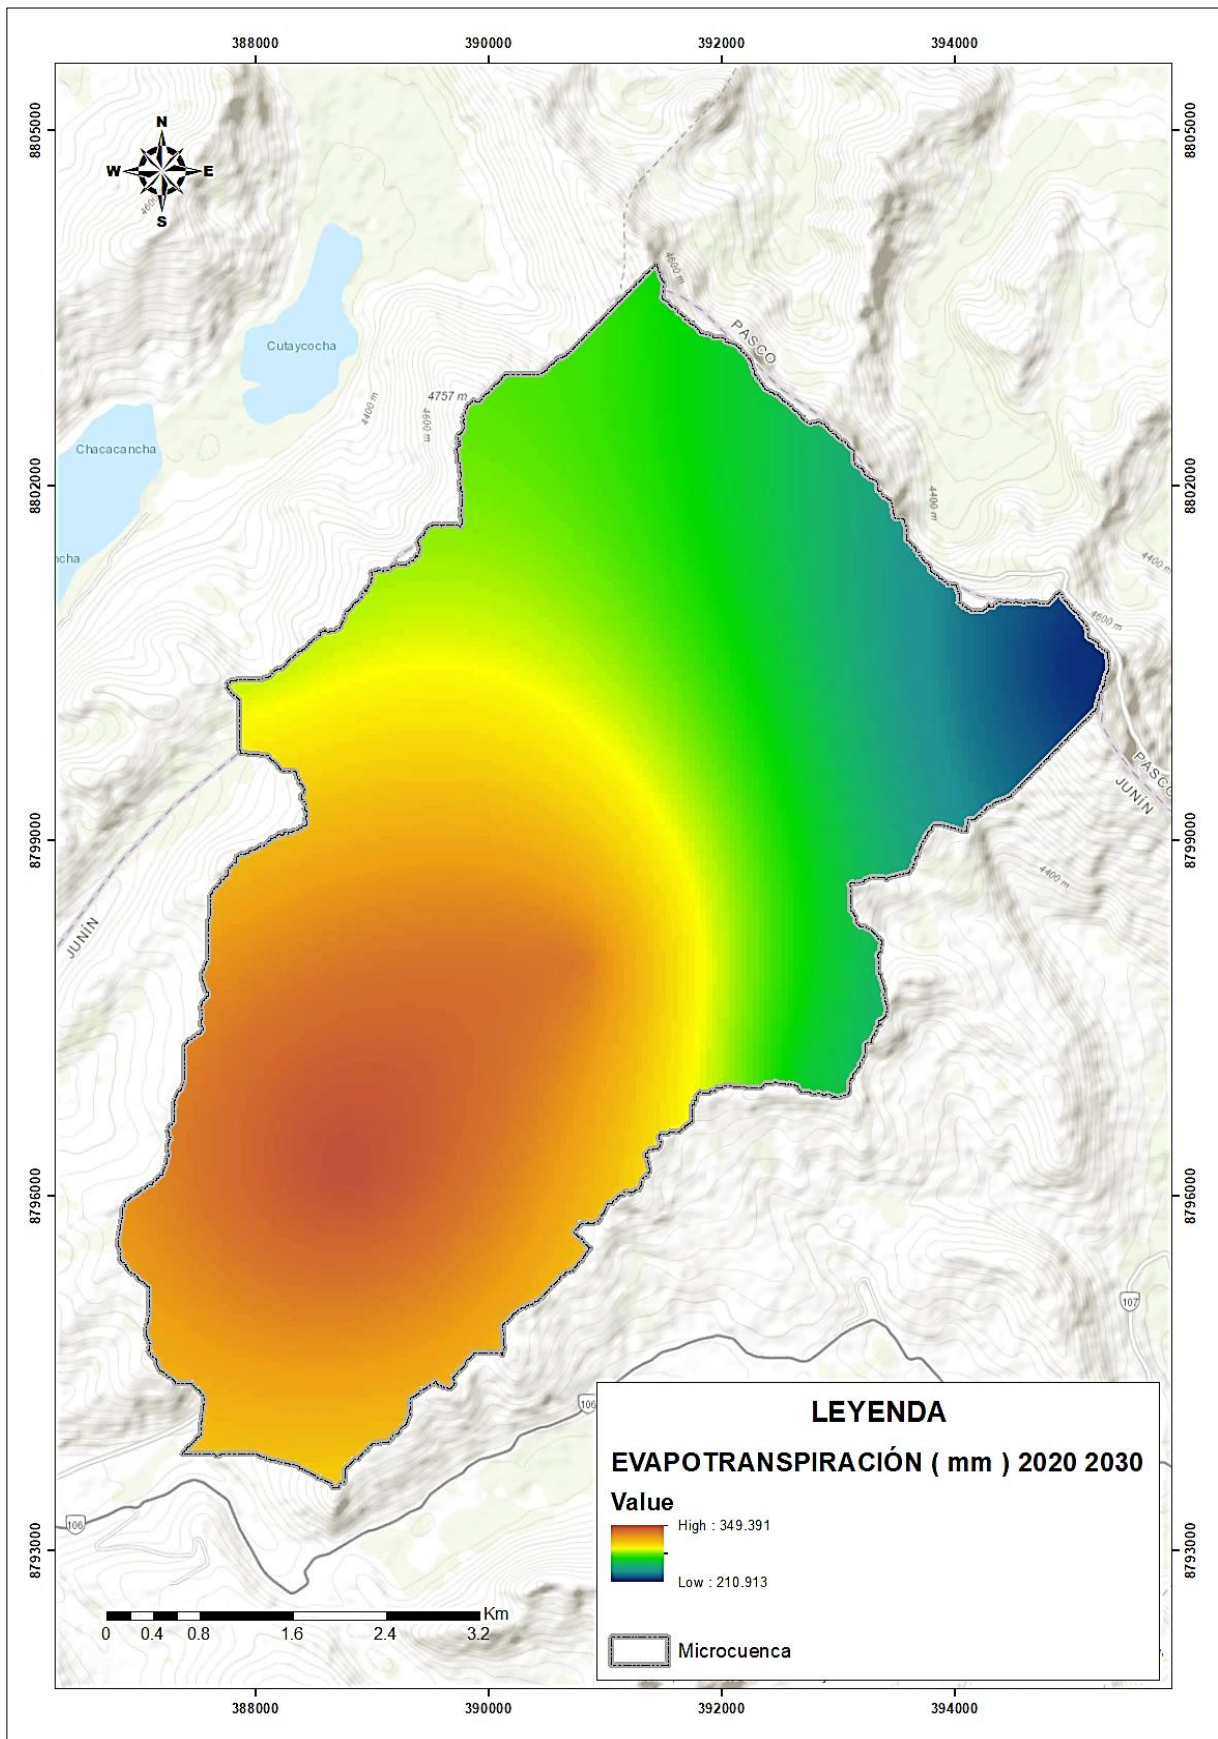 388000 390000 392000 394000
8805000 8805000
N
W E
S
4600 m
PASCO
Cutaycocha
4757 m
4400 m
4600 m
Chacacancha
8802000 8802000
4400 m
4400 m
ncha
4600 m
PASCO
JUNÍN
8799000 8799000
4400 m
JUNÍN
8796000 8796000
107
106
LEYENDA
EVAPOTRANSPIRACIÓN ( mm ) 2020 2030
Value
High : 349.391
Low : 210.913
106
8793000 8793000
Km
0 0.4 0.8 1.6 2.4 3.2
Microcuenca
388000 390000 392000 394000